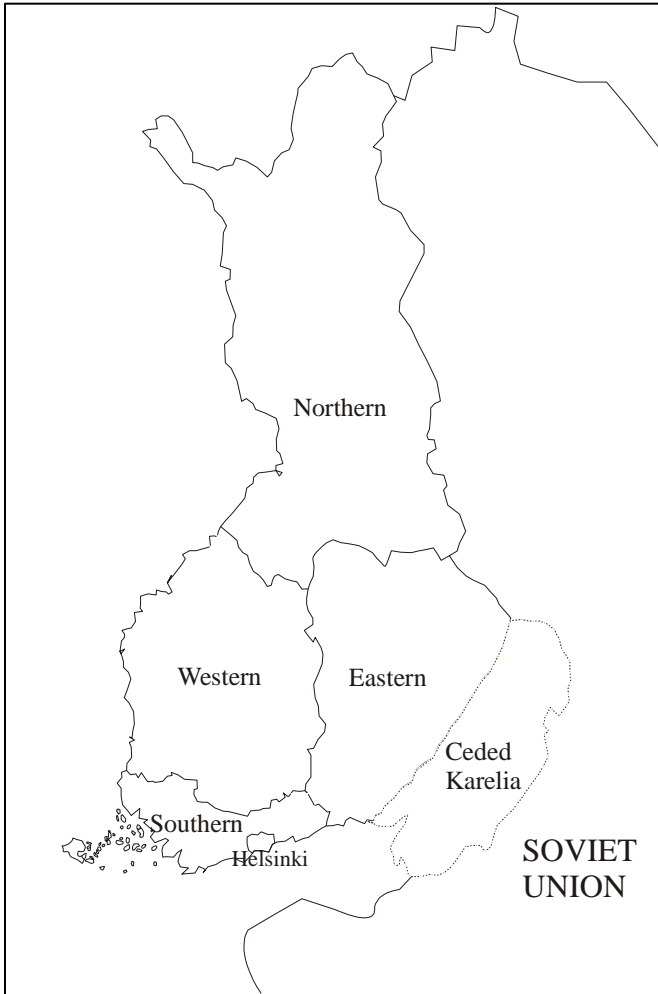 Northern
Western
Eastern
Ceded
Karelia
Southern
Helsinki
SOVIET
UNION